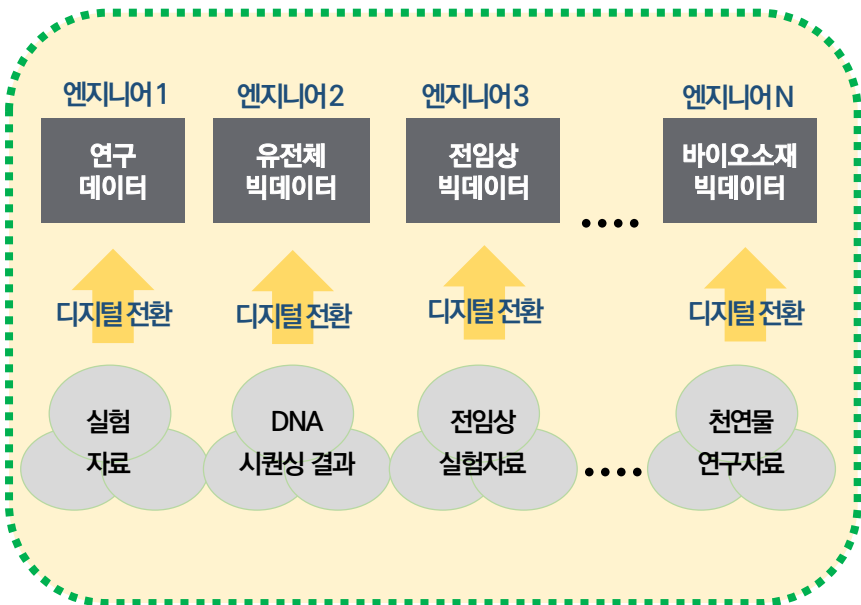 엔지니어1 엔지니어2 엔지니어3 엔지니어N
연구
데이터
유전체
빅데이터
전임상
빅데이터
....
바이오소재
빅데이터
디지털 전환 디지털 전환 디지털 전환 디지털 전환
실험
자료
DNA
시퀀싱 결과
전임상
실험자료
....
천연물
연구자료